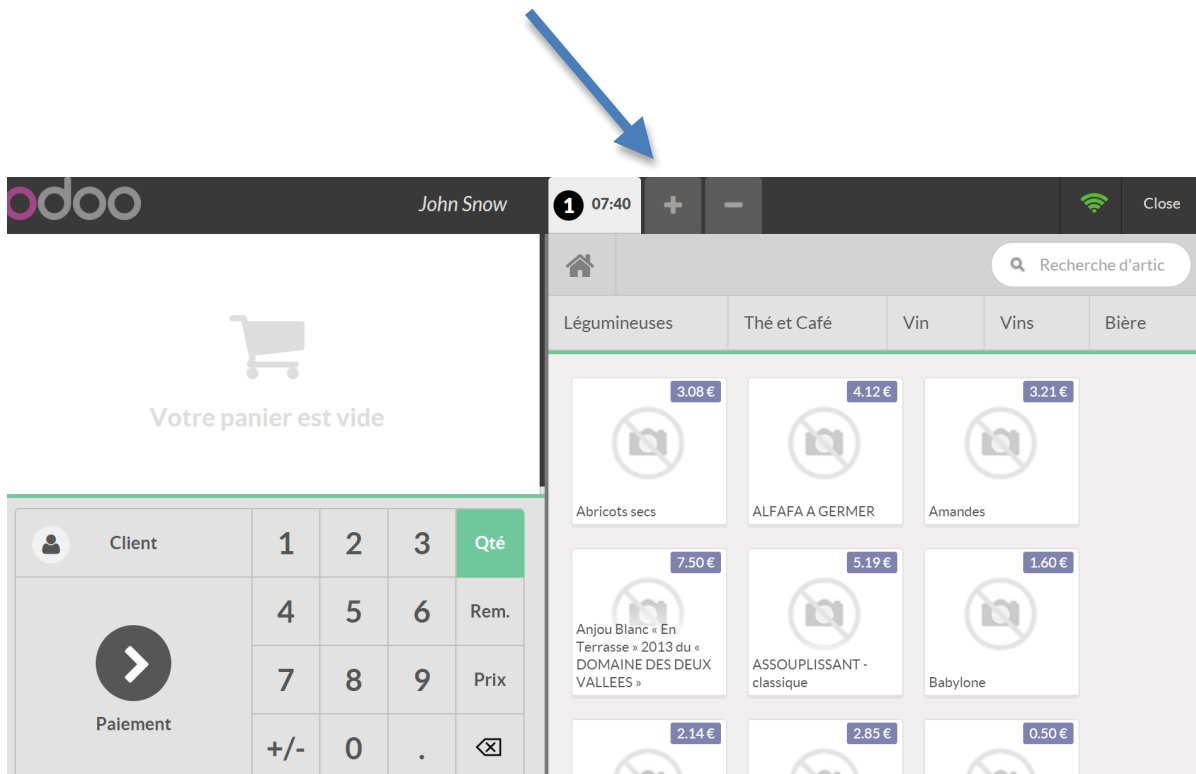 odoo
John Snow
1 07:40
+
−
Close
Recherche d'artic
Légumineuses
Thé et Café
Vin
Vins
Bière
Votre panier est vide
3.08 €
Abricots secs
4.12 €
ALFAFA A GERMER
3.21 €
Amandes
7.50 €
Anjou Blanc « En
Terrasse » 2013 du «
DOMAINE DES DEUX
VALLEES »
5.19 €
ASSOUPLISSANT -
classique
1.60 €
Babylone
2.14 €
2.85 €
0.50 €
Client
1 2 3 Qté
4 5 6 Rem.
7 8 9 Prix
Paiement
+/- 0 .